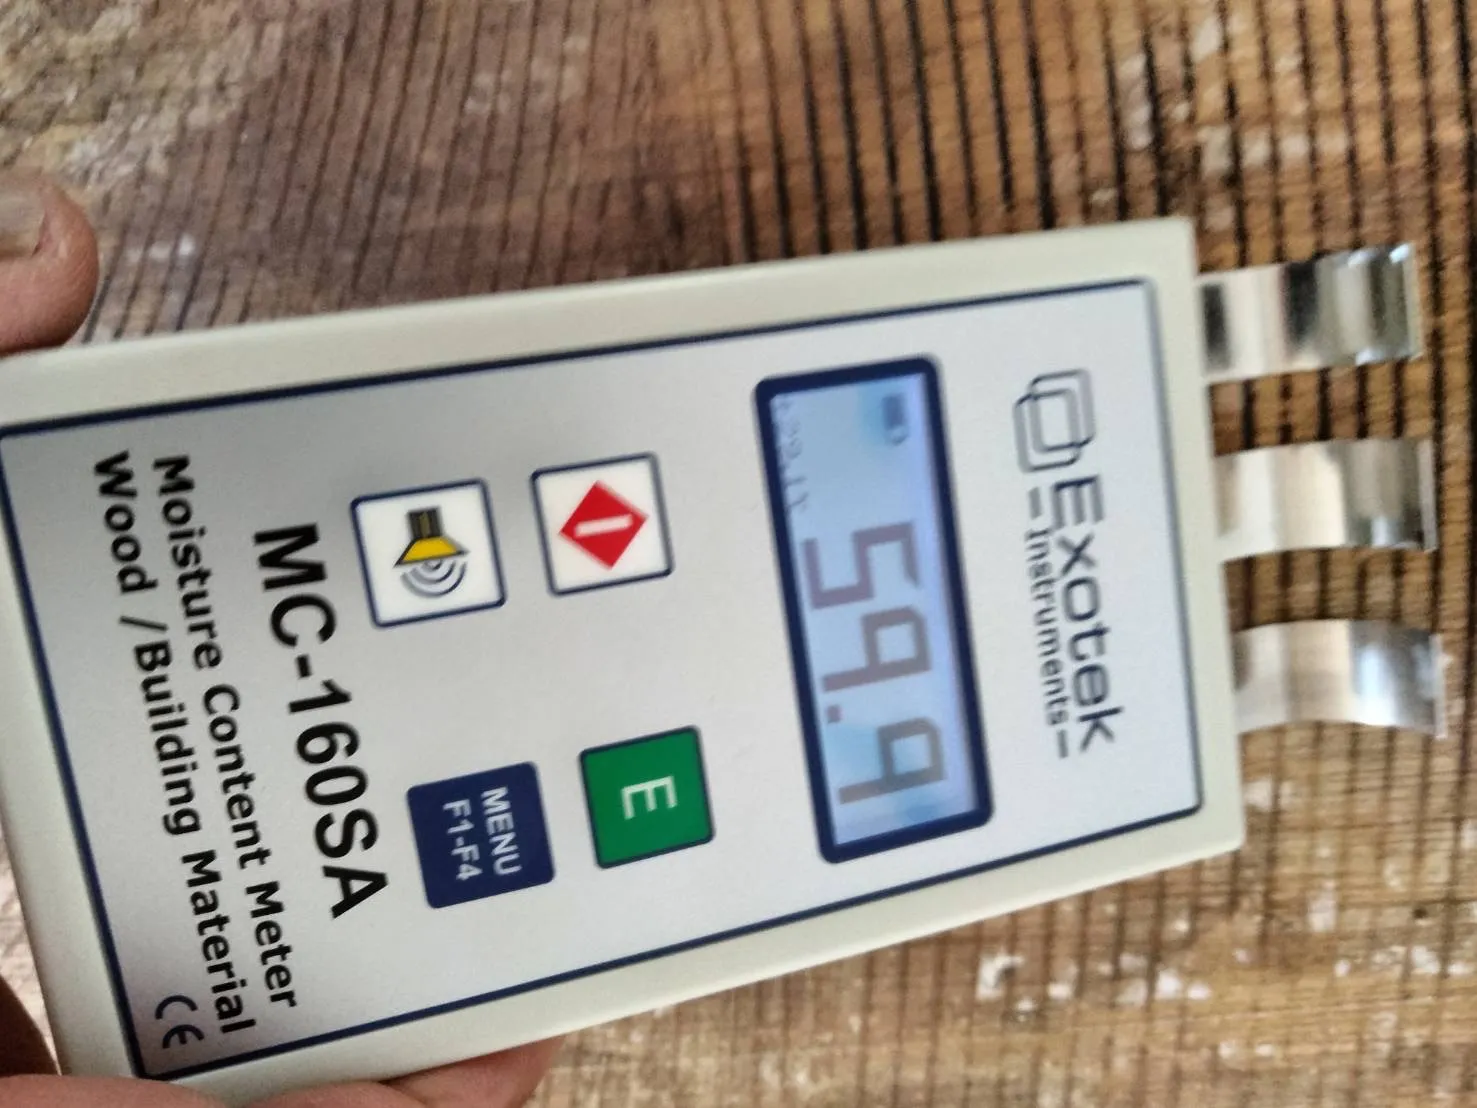 Exotek
Instruments
59.9
E
MENU
F1-F4
MC-160SA
Moisture Content Meter
Wood / Building Material
CE